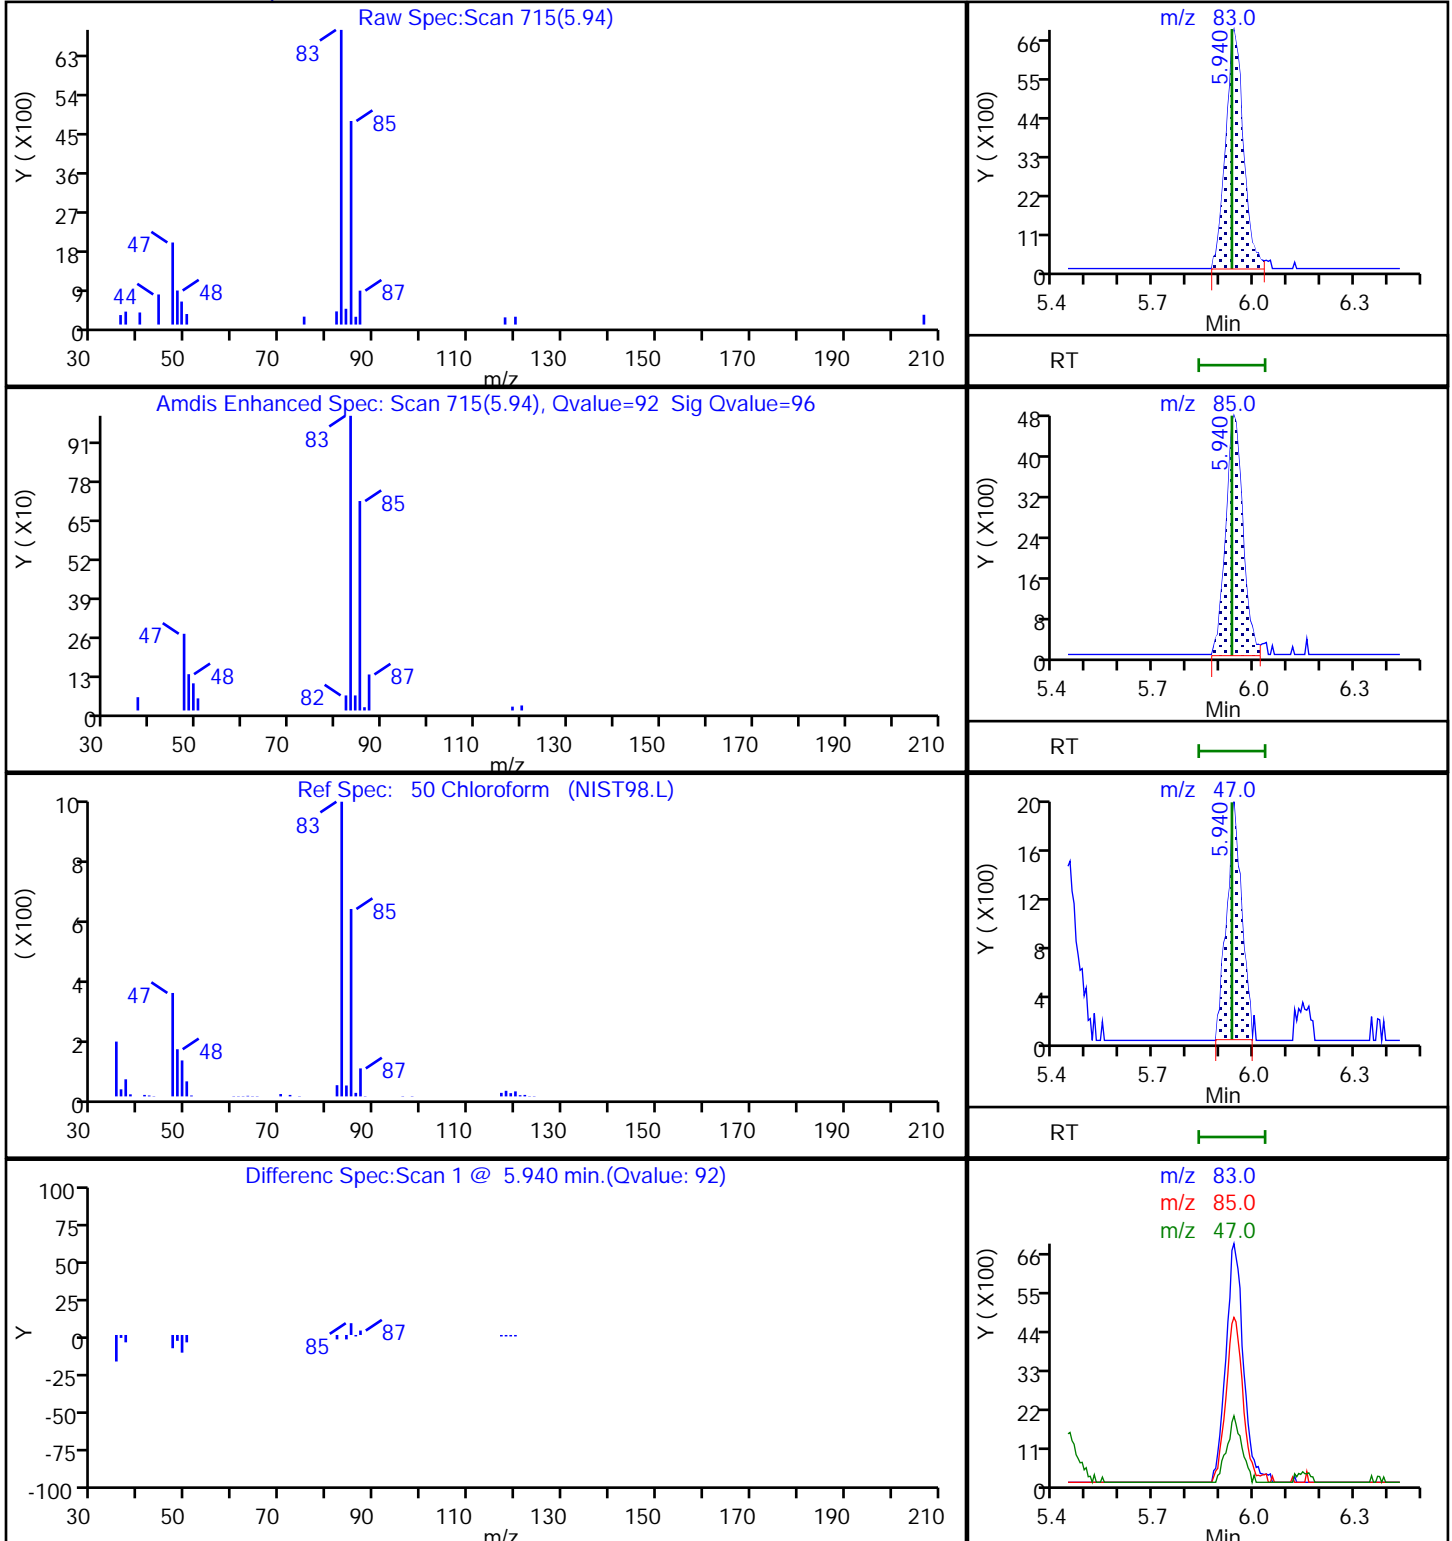 Raw Spec:Scan 715(5.94)
Y ( X100)
63
54
45
36
27
18
9
0
83
85
47
44
48
87
30 50 70 90 110 130 150 170 190 210
m/z
m/z 83.0
Y ( X100)
66
55
44
33
22
11
0
5.940
5.4 5.7 6.0 6.3
Min
RT
Amdis Enhanced Spec: Scan 715(5.94), Qvalue=92 Sig Qvalue=96
Y ( X10)
91
78
65
52
39
26
13
0
83
85
47
48
82
87
30 50 70 90 110 130 150 170 190 210
m/z
m/z 85.0
Y ( X100)
48
40
32
24
16
8
0
5.940
5.4 5.7 6.0 6.3
Min
RT
Ref Spec: 50 Chloroform (NIST98.L)
( X100)
10
8
6
4
2
0
83
85
47
48
87
30 50 70 90 110 130 150 170 190 210
m/z 47.0
Y ( X100)
20
16
12
8
4
0
5.940
5.4 5.7 6.0 6.3
Min
RT
Differenc Spec:Scan 1 @ 5.940 min.(Qvalue: 92)
Y
100
75
50
25
0
-25
-50
-75
-100
85
87
30 50 70 90 110 130 150 170 190 210
m/z
m/z 83.0
m/z 85.0
m/z 47.0
Y ( X100)
66
55
44
33
22
11
0
5.4 5.7 6.0 6.3
Min